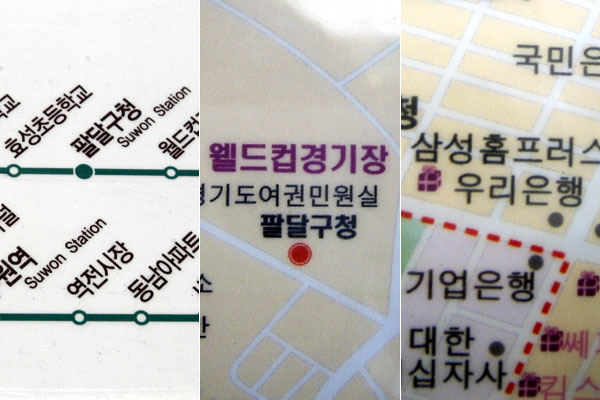 효성초등학교
팔달구청
Suwon Station
Suwon Station
역전시장
동남아파트
월드컵경기장
경기도여권민원실
팔달구청
국민은
삼성홈프러스
우리은행
기업은행
대한
십자사